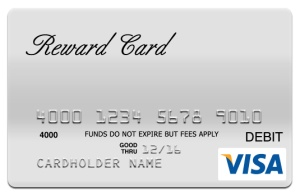 Reward Card
4000 1234 5678 9010
4000 FUNDS DO NOT EXPIRE BUT FEES APPLY DEBIT
GOOD THRU 12/16
CARDHOLDER NAME VISA